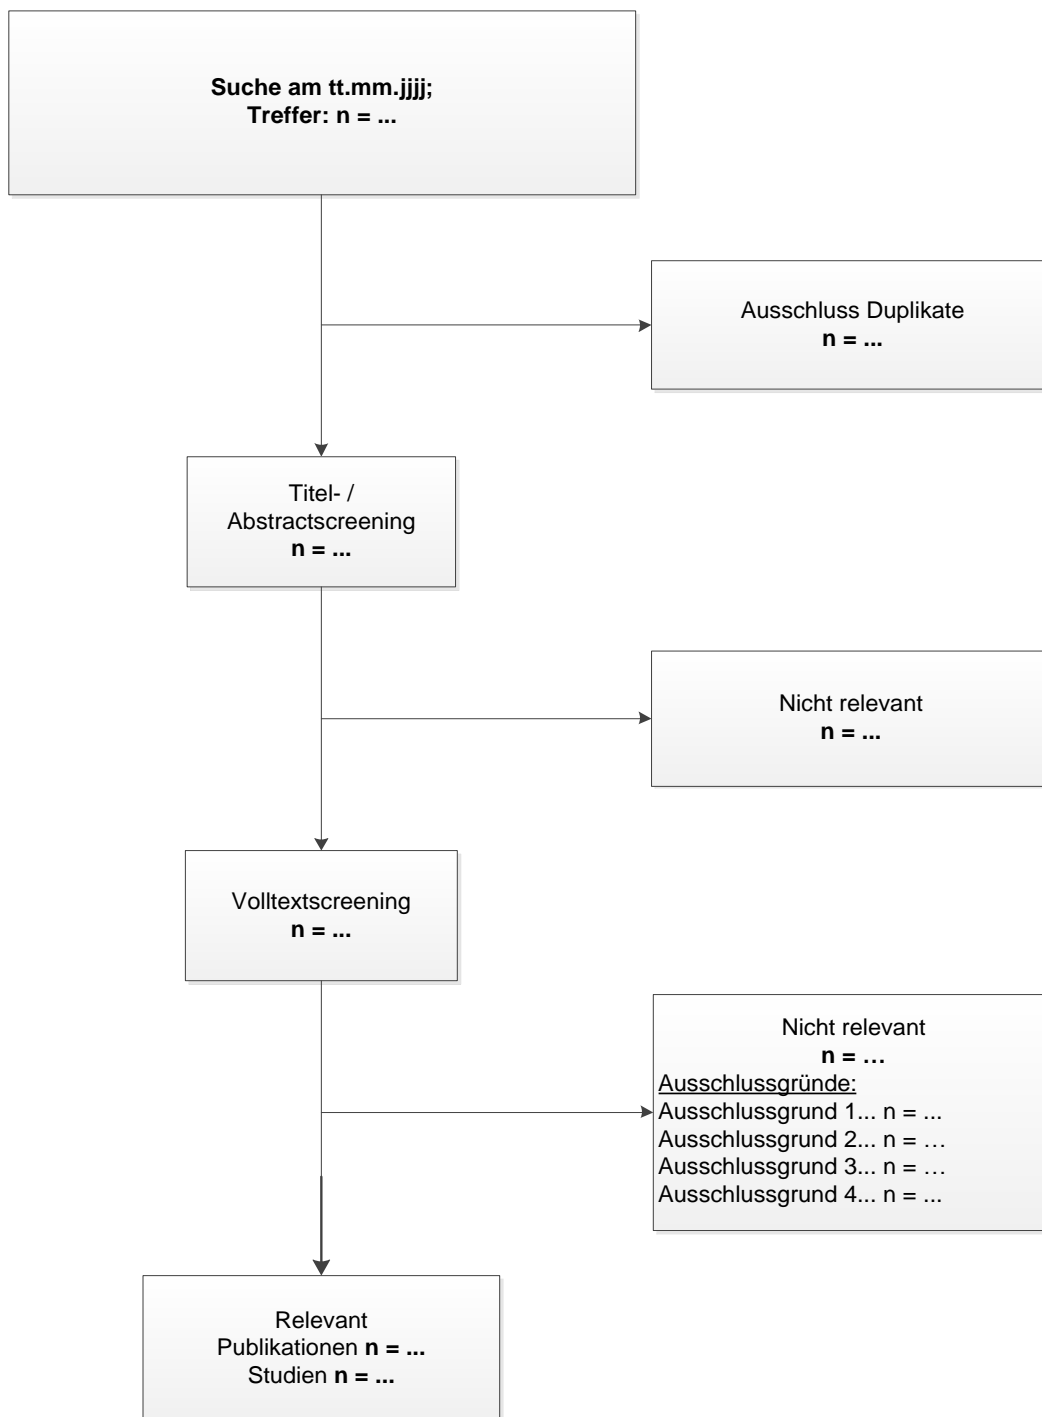 Suche am tt.mm.jjjj;
Treffer: n = ...
Ausschluss Duplikate
n = ...
Titel- /
Abstractscreening
n = ...
Nicht relevant
n = ...
Volltextscreening
n = ...
Nicht relevant
n = …
Ausschlussgründe:
Ausschlussgrund 1... n = ...
Ausschlussgrund 2... n = …
Ausschlussgrund 3... n = …
Ausschlussgrund 4... n = ...
Relevant
Publikationen n = ...
Studien n = ...